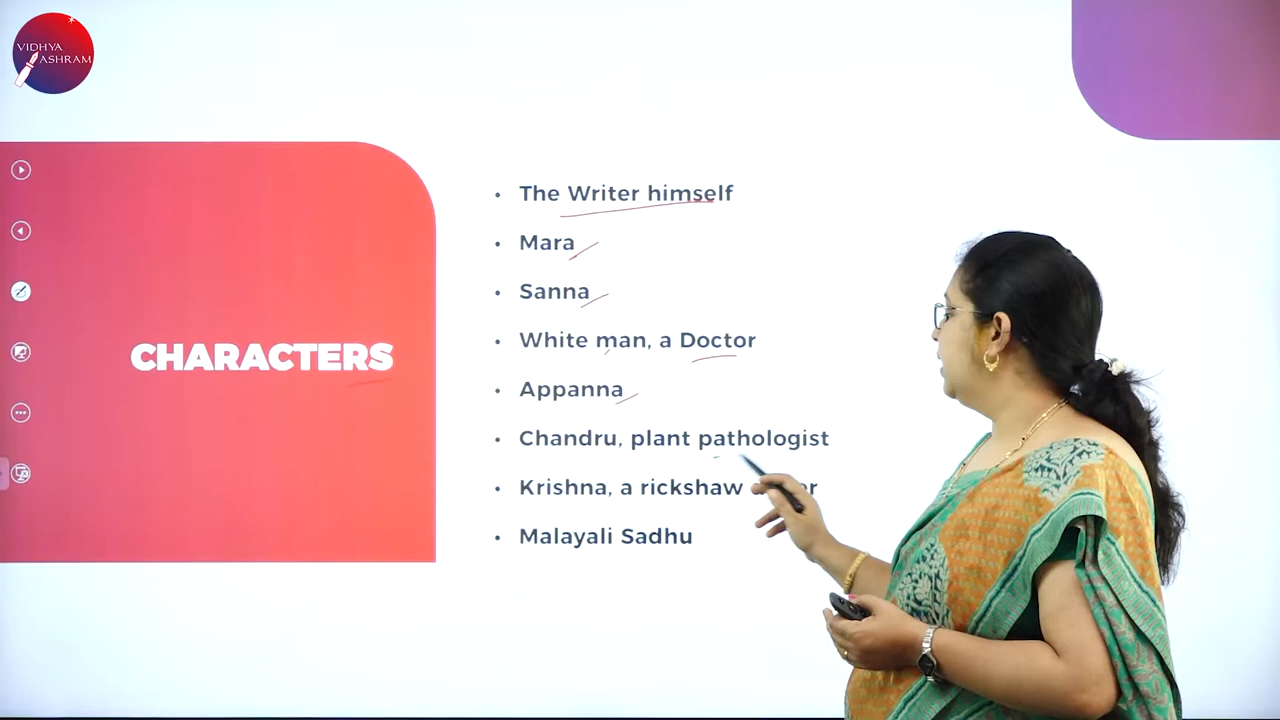 VIDHYA
ASHRAM
CHARACTERS
• The Writer himself
• Mara
• Sanna
• White man, a Doctor
• Appanna
• Chandru, plant pathologist
• Krishna, a rickshaw
• Malayali Sadhu